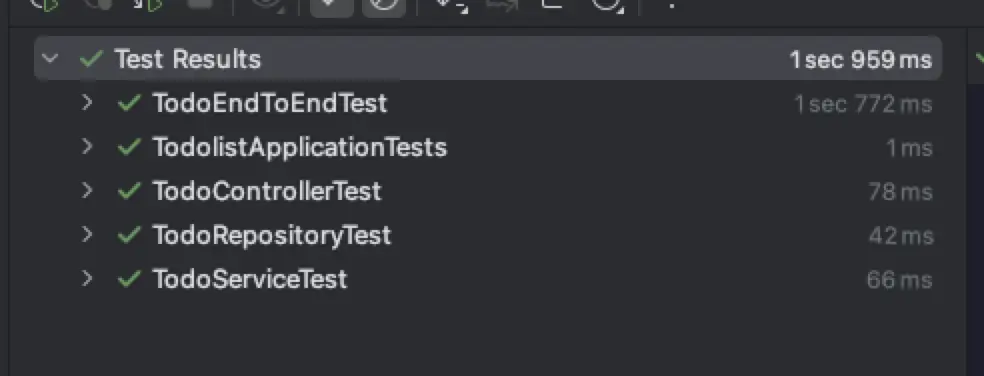 Test Results 1 sec 959 ms
TodoEndToEndTest 1 sec 772 ms
TodolistApplicationTests 1 ms
TodoControllerTest 78 ms
TodoRepositoryTest 42 ms
TodoServiceTest 66 ms